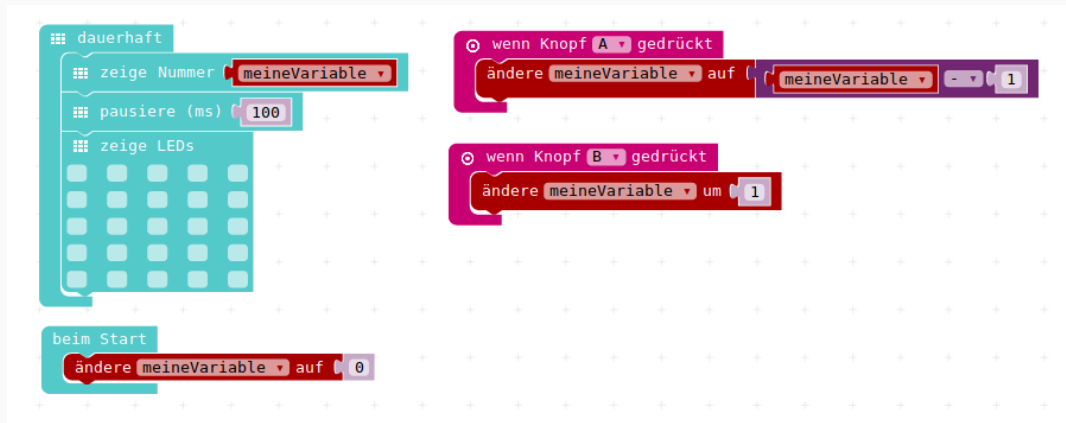 dauerhaft
zeige Nummer meineVariable
pausiere (ms) 100
zeige LEDs
beim Start
ändere meineVariable auf 0
wenn Knopf A gedrückt
ändere meineVariable auf meineVariable - 1
wenn Knopf B gedrückt
ändere meineVariable um 1